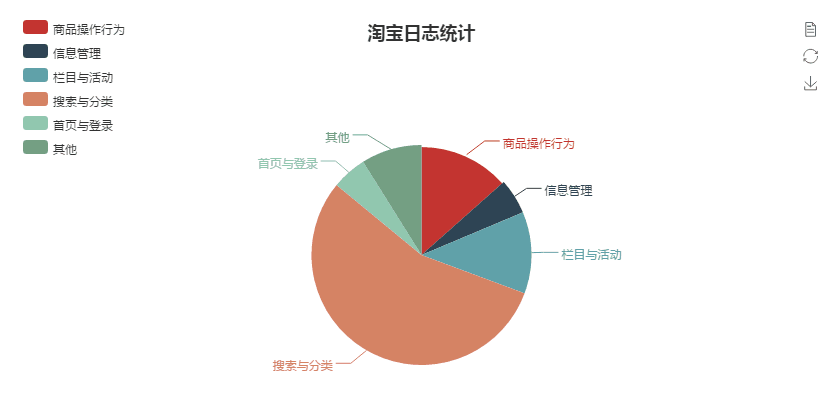 淘宝日志统计
商品操作行为
信息管理
栏目与活动
搜索与分类
首页与登录
其他
其他
商品操作行为
首页与登录
信息管理
栏目与活动
搜索与分类